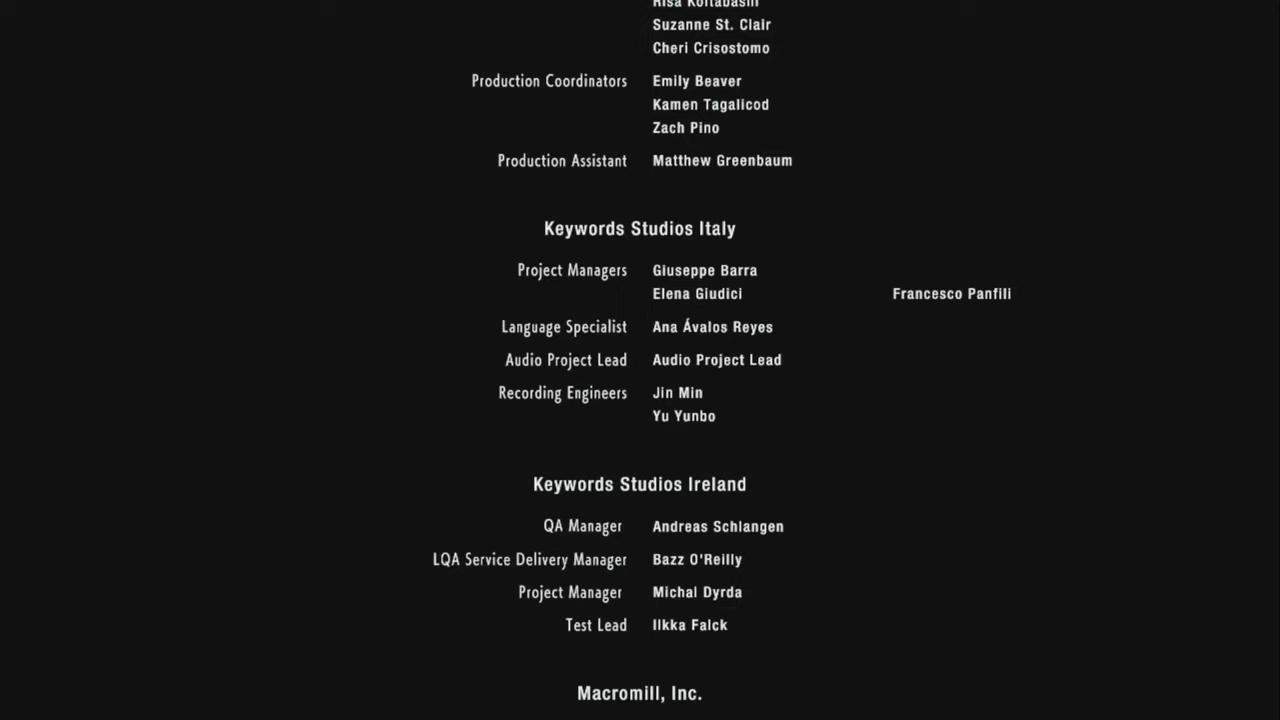 Suzanne St. Clair
Cheri Crisostomo
Production Coordinators Emily Beaver
Kamen Tagalicod
Zach Pino
Production Assistant Matthew Greenbaum
Keywords Studios Italy
Project Managers Giuseppe Barra
Elena Giudici Francesco Panfili
Language Specialist Ana Ávalos Reyes
Audio Project Lead Audio Project Lead
Recording Engineers Jin Min
Yu Yunbo
Keywords Studios Ireland
QA Manager Andreas Schlangen
LQA Service Delivery Manager Bazz O'Reilly
Project Manager Michal Dyrda
Test Lead Ilkka Falck
Macromill, Inc.